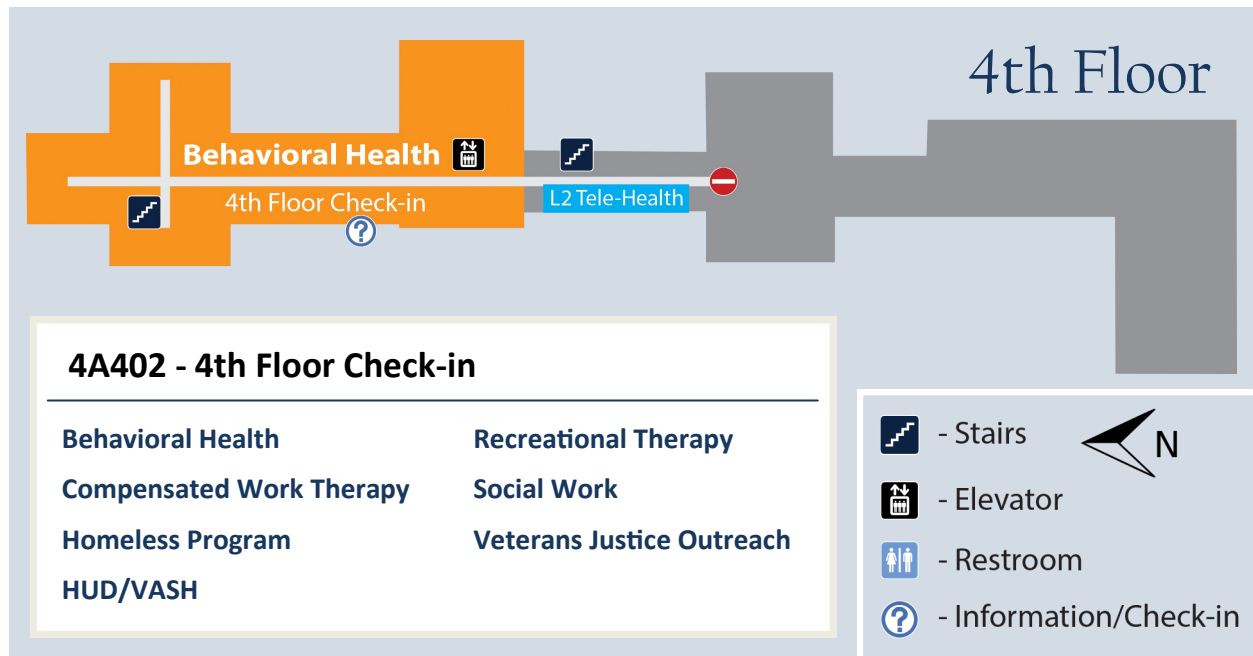 4th Floor
Behavioral Health
4th Floor Check-in
L2 Tele-Health
?
4A402 - 4th Floor Check-in
Behavioral Health
Recreational Therapy
Compensated Work Therapy
Social Work
Homeless Program
Veterans Justice Outreach
HUD/VASH
- Stairs
N
- Elevator
- Restroom
? - Information/Check-in